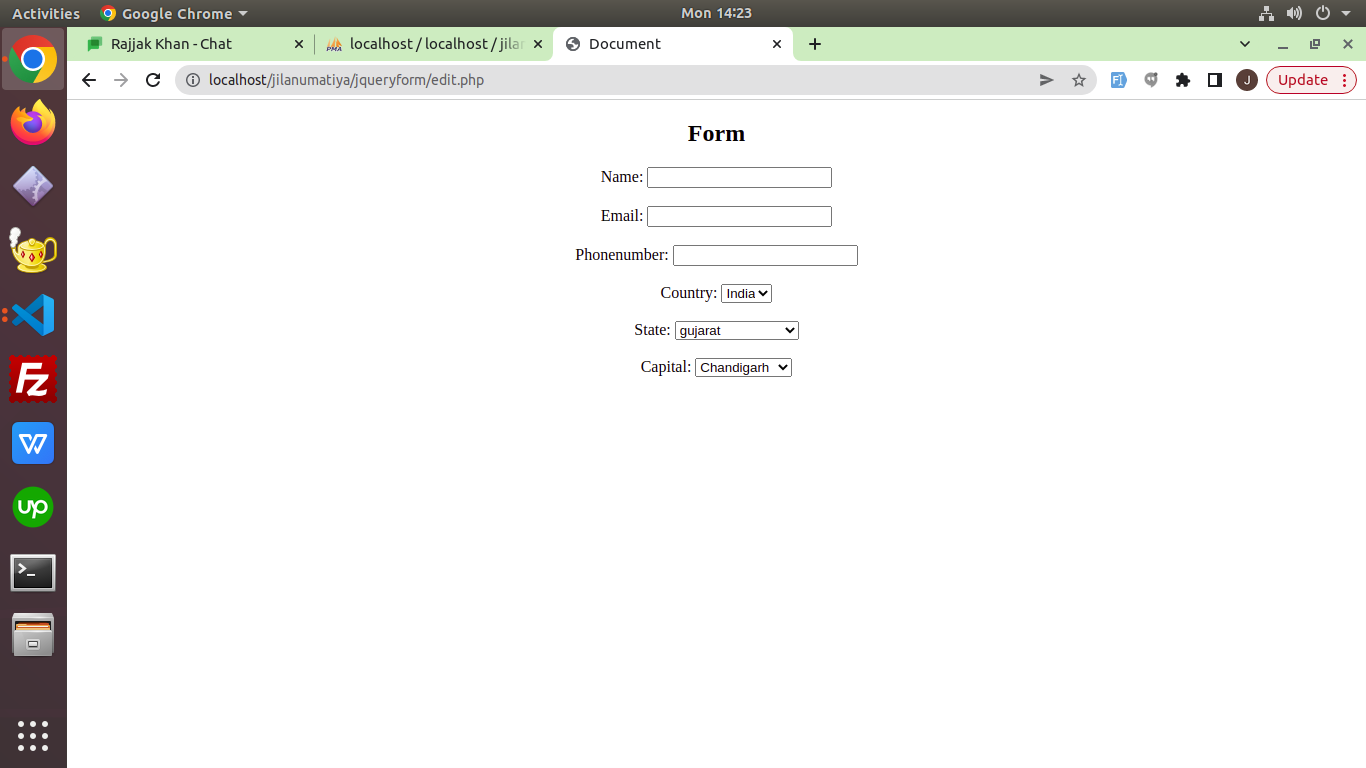 Activities Google Chrome Mon 14:23
Rajjak Khan - Chat localhost / localhost / jilan Document
localhost/jilanumatiya/jqueryform/edit.php J Update
Form
Name:
Email:
Phonenumber:
Country: India
State: gujarat
Capital: Chandigarh